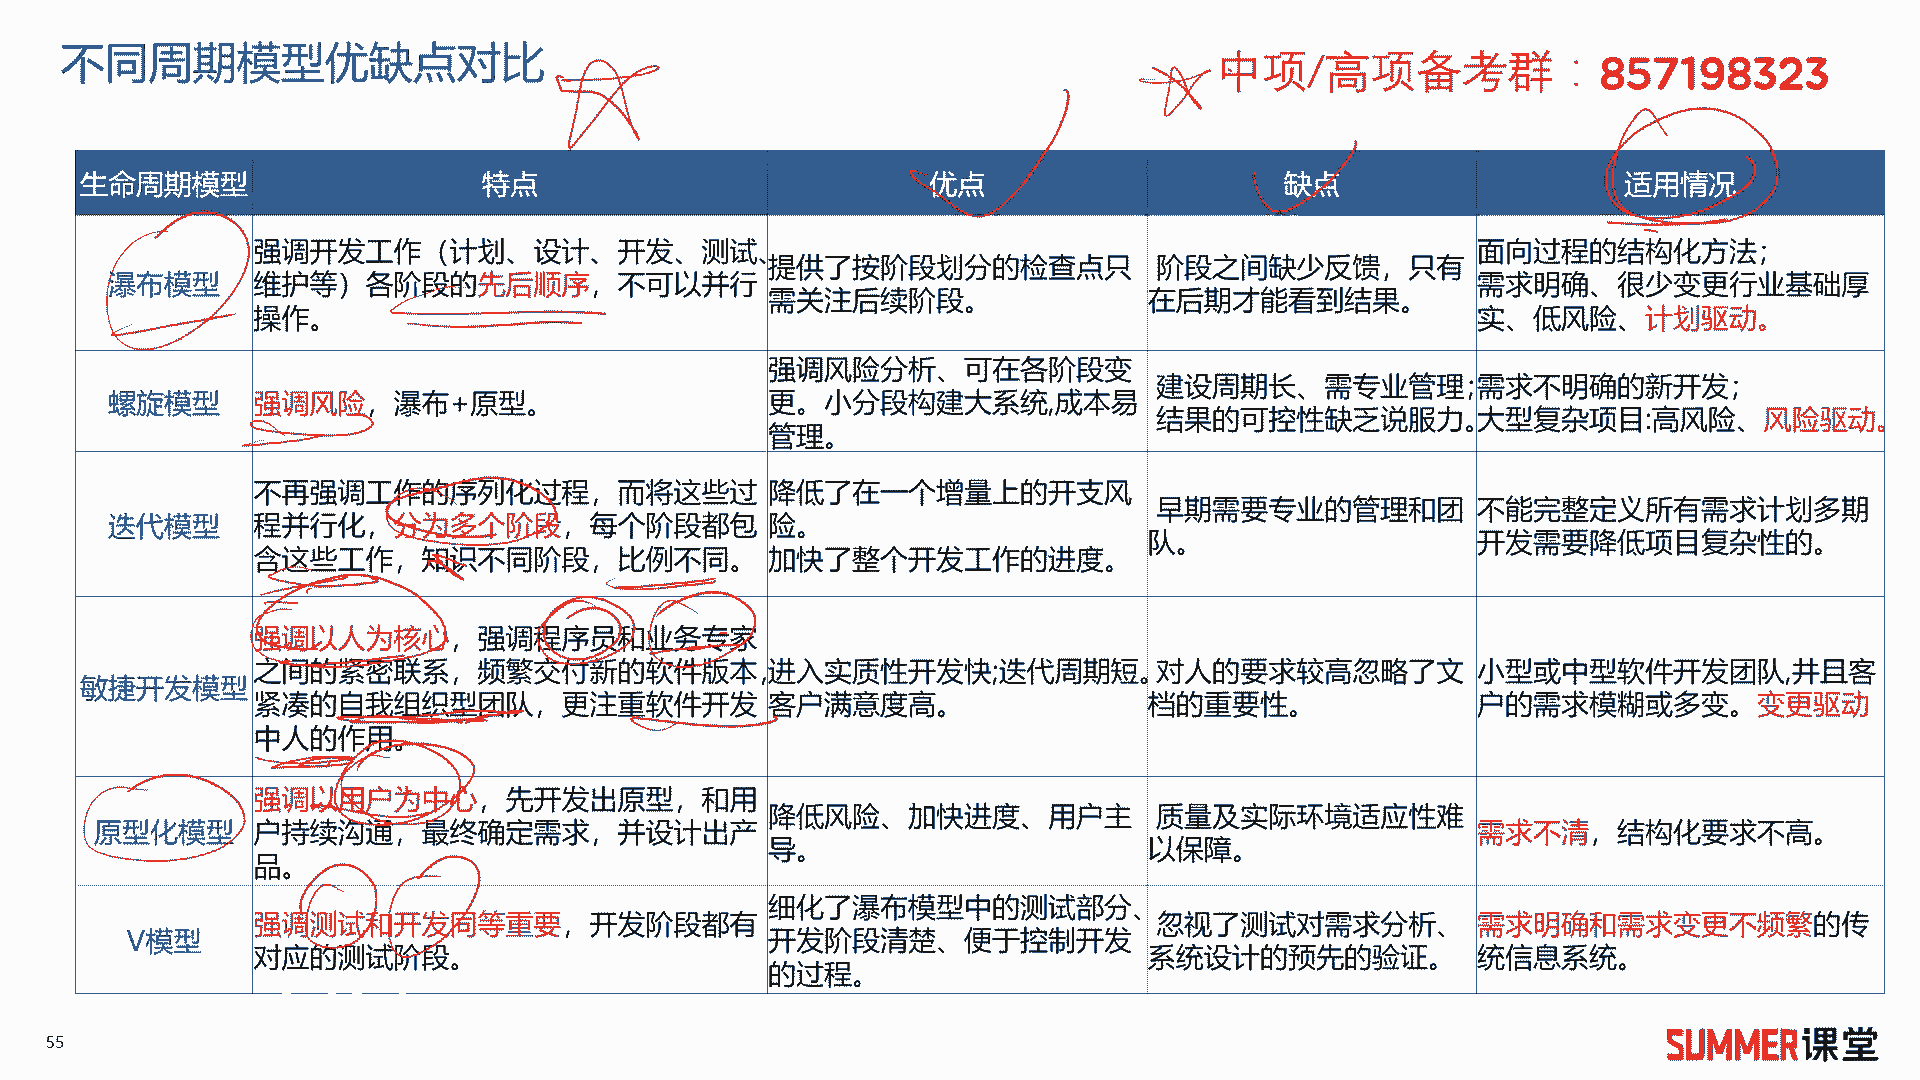 不同周期模型优缺点对比
中项/高项备考群：857198323
生命周期模型 特点 优点 缺点 适用情况
瀑布模型
强调开发工作（计划、设计、开发、测试、
维护等）各阶段的先后顺序，不可以并行
操作。
提供了按阶段划分的检查点只
需关注后续阶段。
阶段之间缺少反馈，只有
在后期才能看到结果。
面向过程的结构化方法；
需求明确、很少变更行业基础厚
实、低风险、计划驱动。
螺旋模型
强调风险，瀑布+原型。
强调风险分析、可在各阶段变
更。小分段构建大系统,成本易
管理。
建设周期长、需专业管理；
结果的可控性缺乏说服力。
需求不明确的新开发；
大型复杂项目:高风险、风险驱动。
迭代模型
不再强调工作的序列化过程，而将这些过
程并行化，分为多个阶段，每个阶段都包
含这些工作，知识不同阶段，比例不同。
降低了在一个增量上的开支风
险。
加快了整个开发工作的进度。
早期需要专业的管理和团
队。
不能完整定义所有需求计划多期
开发需要降低项目复杂性的。
敏捷开发模型
强调以人为核心，强调程序员和业务专家
之间的紧密联系，频繁交付新的软件版本，
紧凑的自我组织型团队，更注重软件开发
中人的作用。
进入实质性开发快;迭代周期短。
客户满意度高。
对人的要求较高忽略了文
档的重要性。
小型或中型软件开发团队,并且客
户的需求模糊或多变。变更驱动
原型化模型
强调以用户为中心，先开发出原型，和用
户持续沟通，最终确定需求，并设计出产
品。
降低风险、加快进度、用户主
导。
质量及实际环境适应性难
以保障。
需求不清，结构化要求不高。
V模型
强调测试和开发同等重要，开发阶段都有
对应的测试阶段。
细化了瀑布模型中的测试部分、
开发阶段清楚、便于控制开发
的过程。
忽视了测试对需求分析、
系统设计的预先的验证。
需求明确和需求变更不频繁的传
统信息系统。
55
SUMMER课堂